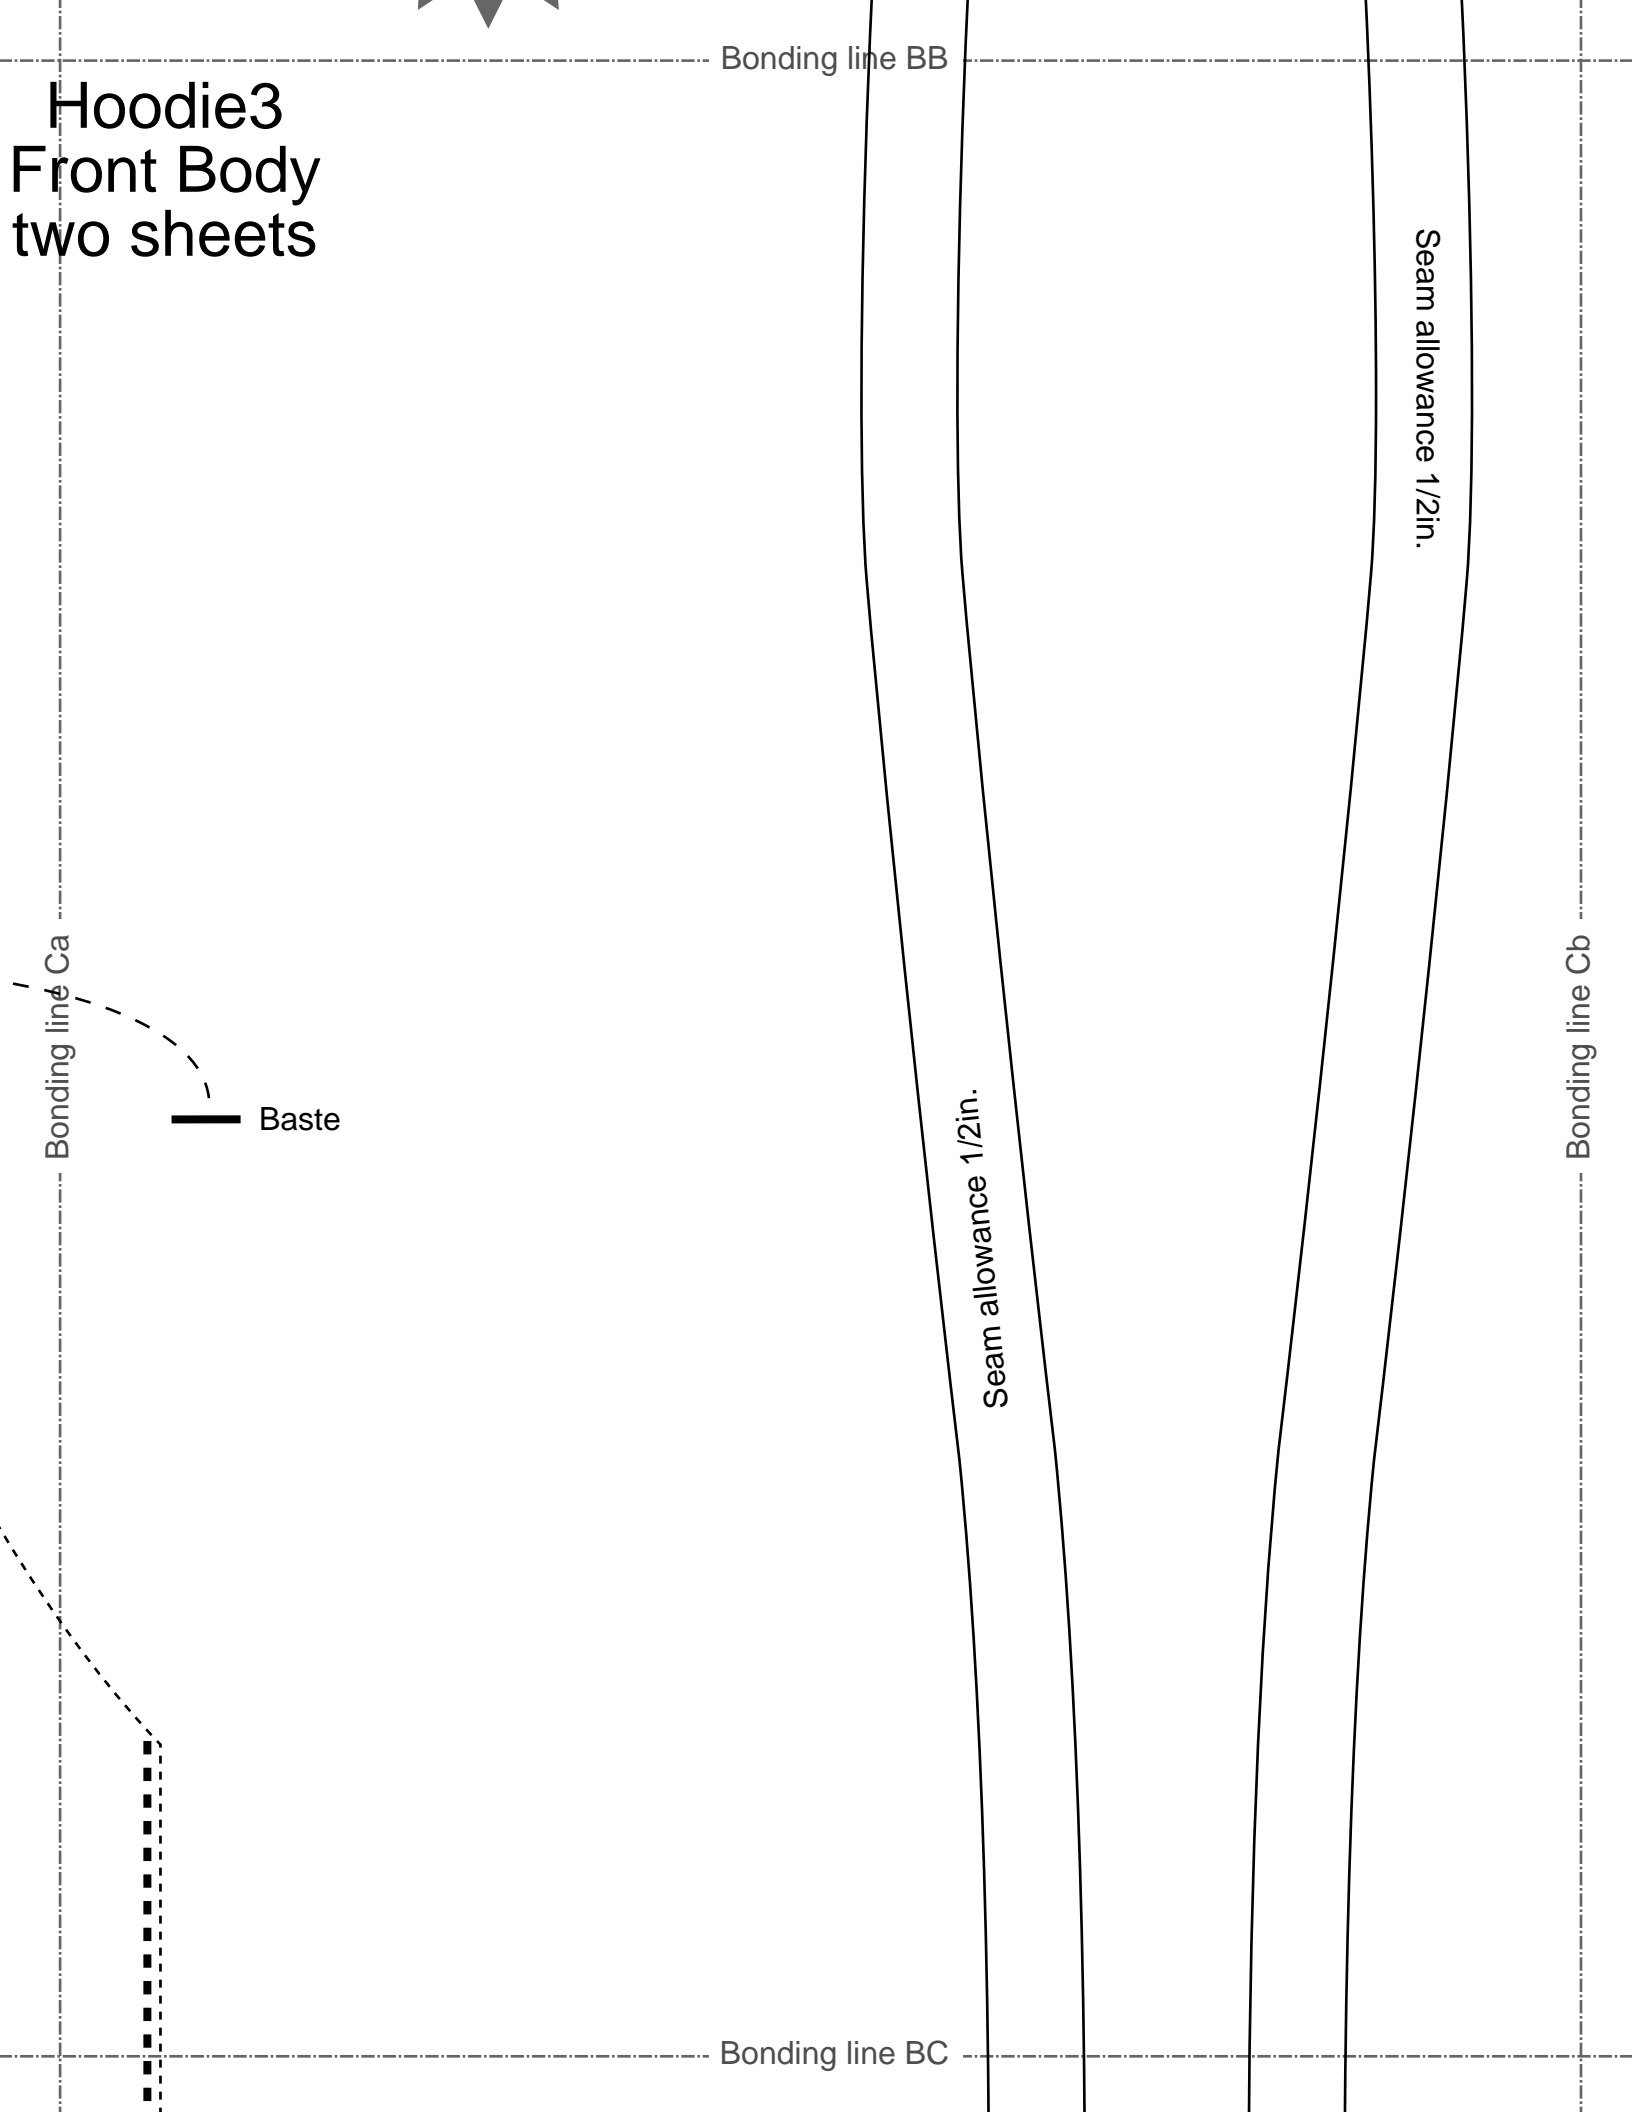 Bonding line BB
Hoodie3
Front Body
two sheets
Seam allowance 1/2in.
Bonding line Ca
Bonding line Cb
Baste
Seam allowance 1/2in.
Bonding line BC